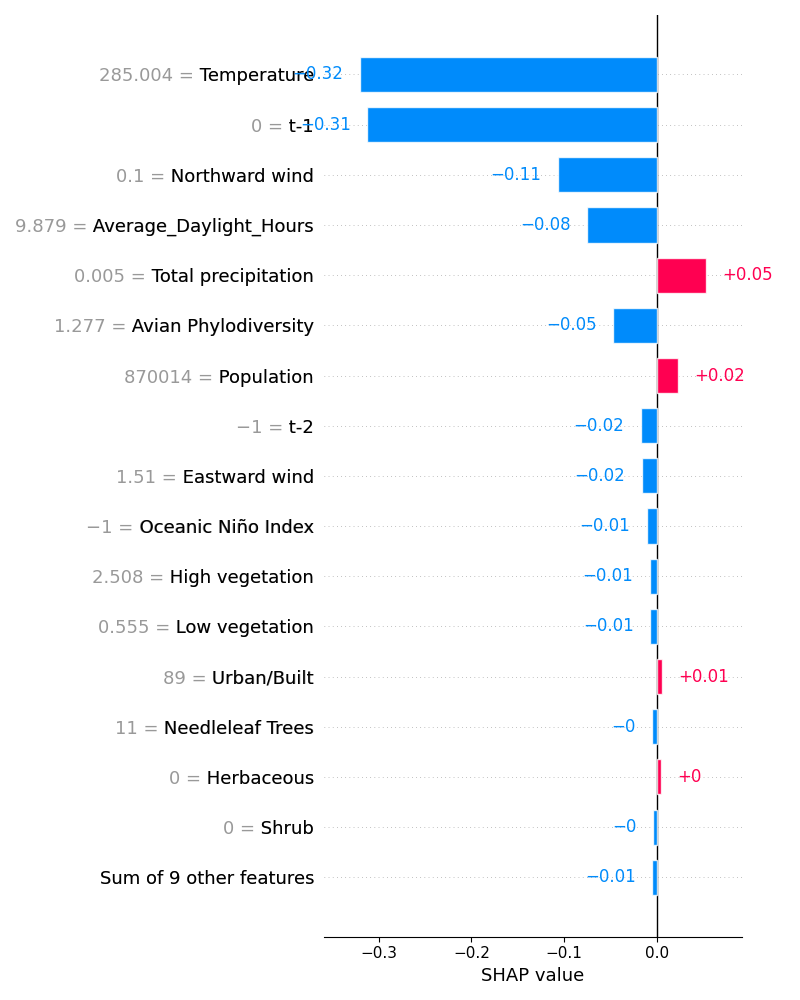 285.004 = Temperature −0.32
0 = t-1 −0.31
0.1 = Northward wind −0.11
9.879 = Average_Daylight_Hours −0.08
0.005 = Total precipitation +0.05
1.277 = Avian Phylodiversity −0.05
870014 = Population +0.02
−1 = t-2 −0.02
1.51 = Eastward wind −0.02
−1 = Oceanic Niño Index −0.01
2.508 = High vegetation −0.01
0.555 = Low vegetation −0.01
89 = Urban/Built +0.01
11 = Needleleaf Trees −0
0 = Herbaceous +0
0 = Shrub −0
Sum of 9 other features −0.01
−0.3 −0.2 −0.1 0.0
SHAP value